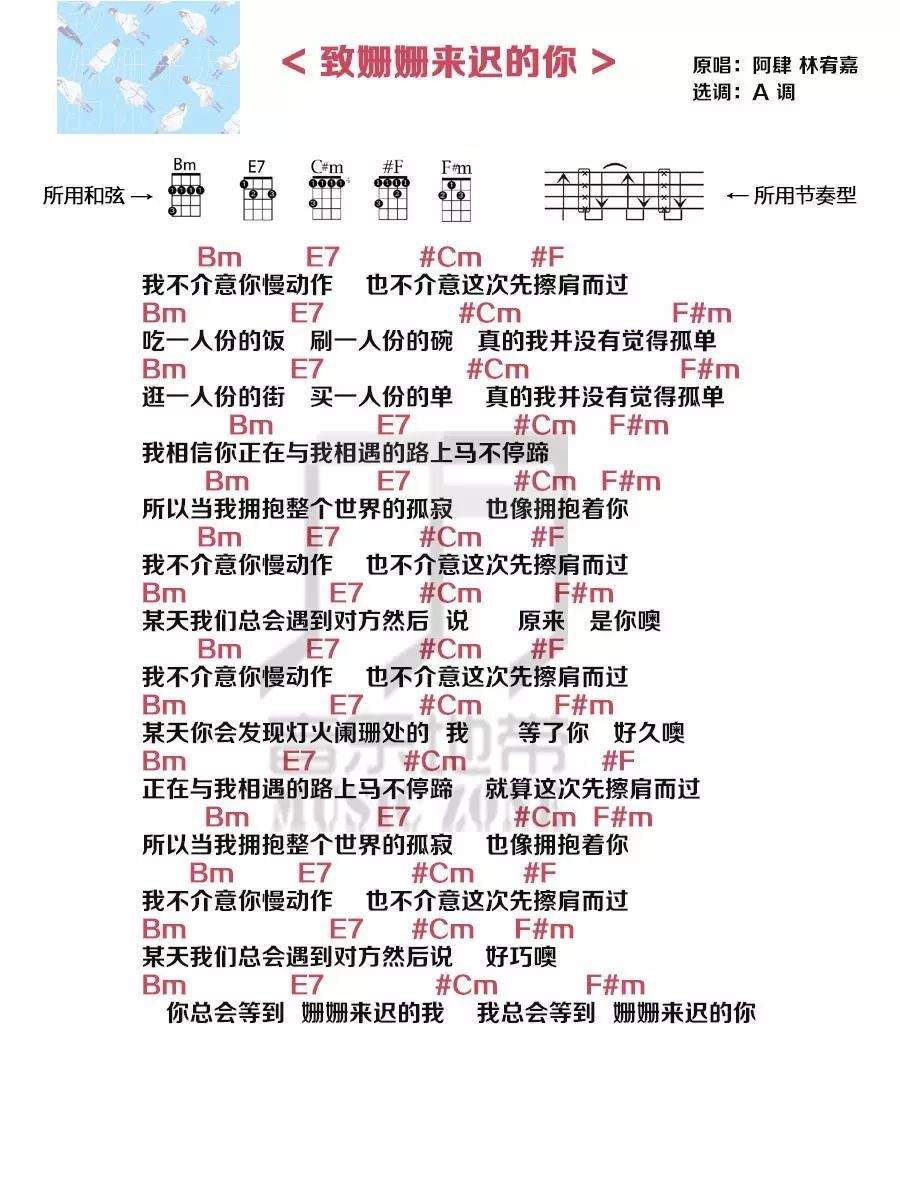 < 致姗姗来迟的你 >
原唱：阿肆 林宥嘉
选调：A 调
Bm E7 C#m #F F#m
所用和弦 → ← 所用节奏型
Bm E7 #Cm #F
我不介意你慢动作 也不介意这次先擦肩而过
Bm E7 #Cm F#m
吃一人份的饭 刷一人份的碗 真的我并没有觉得孤单
Bm E7 #Cm F#m
逛一人份的街 买一人份的单 真的我并没有觉得孤单
Bm E7 #Cm F#m
我相信你正在与我相遇的路上马不停蹄
Bm E7 #Cm F#m
所以当我拥抱整个世界的孤寂 也像拥抱着你
Bm E7 #Cm #F
我不介意你慢动作 也不介意这次先擦肩而过
Bm E7 #Cm F#m
某天我们总会遇到对方然后 说 原来 是你噢
Bm E7 #Cm #F
我不介意你慢动作 也不介意这次先擦肩而过
Bm E7 #Cm F#m
某天你会发现灯火阑珊处的 我 等了你 好久噢
Bm E7 #Cm #F
正在与我相遇的路上马不停蹄 就算这次先擦肩而过
Bm E7 #Cm F#m
所以当我拥抱整个世界的孤寂 也像拥抱着你
Bm E7 #Cm #F
我不介意你慢动作 也不介意这次先擦肩而过
Bm E7 #Cm F#m
某天我们总会遇到对方然后说 好巧噢
Bm E7 #Cm F#m
你总会等到 姗姗来迟的我 我总会等到 姗姗来迟的你
音乐地带
MUSIC ZONE